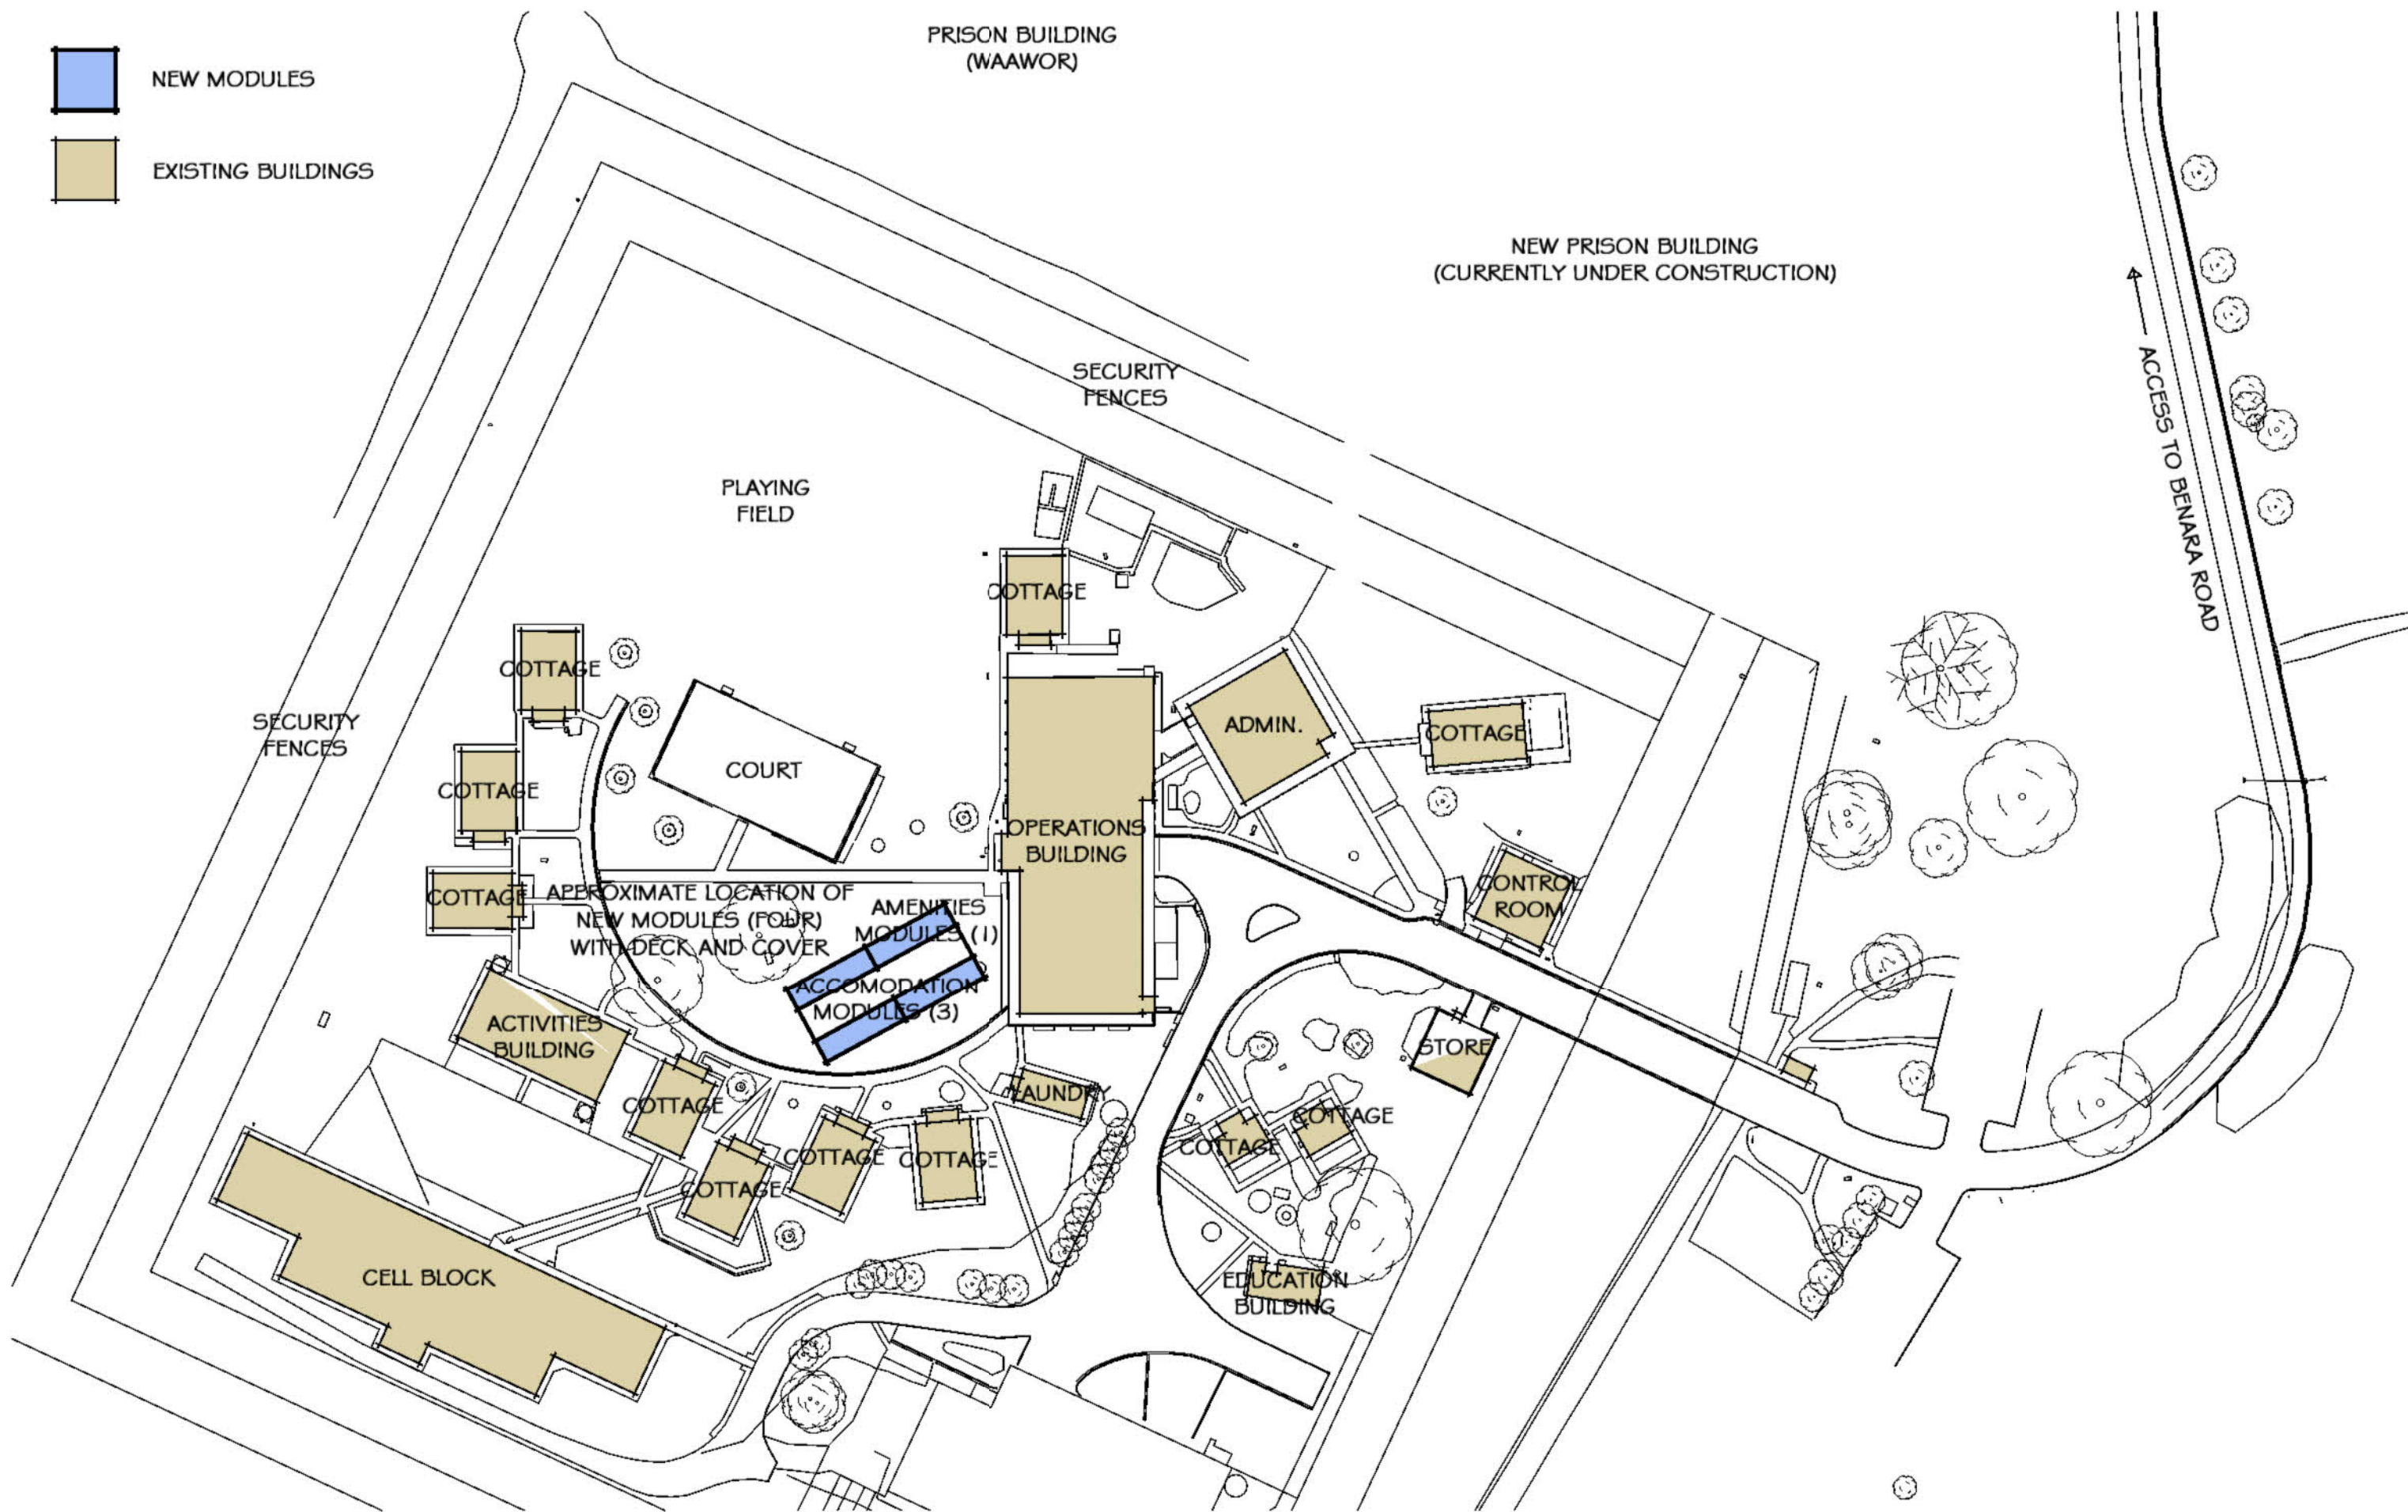 PRISON BUILDING
(WAAWOR)
NEW MODULES
EXISTING BUILDINGS
NEW PRISON BUILDING
(CURRENTLY UNDER CONSTRUCTION)
SECURITY
FENCES
ACCESS TO BENARA ROAD
PLAYING
FIELD
COTTAGE
COTTAGE
SECURITY
FENCES
ADMIN.
COTTAGE
COURT
COTTAGE
OPERATIONS
BUILDING
COTTAGE
APPROXIMATE LOCATION OF
NEW MODULES (FOUR)
WITH DECK AND COVER
AMENITIES
MODULES (1)
CONTROL
ROOM
ACCOMODATION
MODULES (3)
ACTIVITIES
BUILDING
STORE
LAUNDRY
COTTAGE
COTTAGE
COTTAGE
COTTAGE
COTTAGE
COTTAGE
CELL BLOCK
EDUCATION
BUILDING